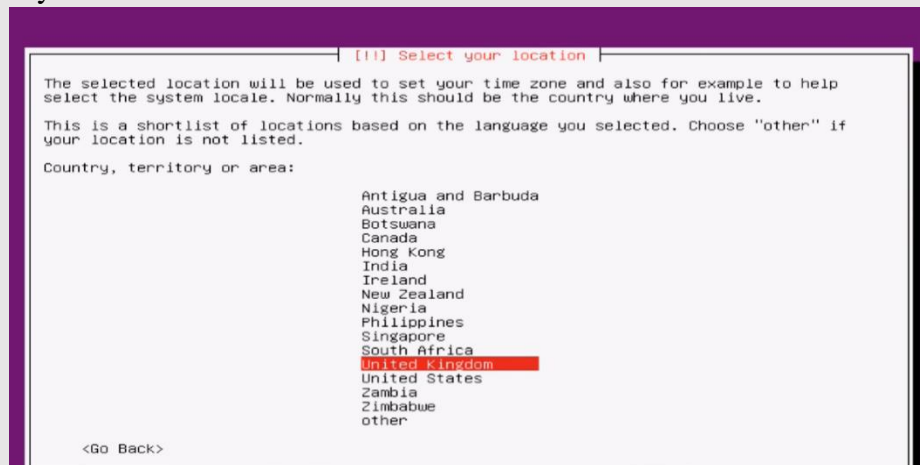 [!!] Select your location
The selected location will be used to set your time zone and also for example to help
select the system locale. Normally this should be the country where you live.
This is a shortlist of locations based on the language you selected. Choose "other" if
your location is not listed.
Country, territory or area:
Antigua and Barbuda
Australia
Botswana
Canada
Hong Kong
India
Ireland
New Zealand
Nigeria
Philippines
Singapore
South Africa
United Kingdom
United States
Zambia
Zimbabwe
other
<Go Back>